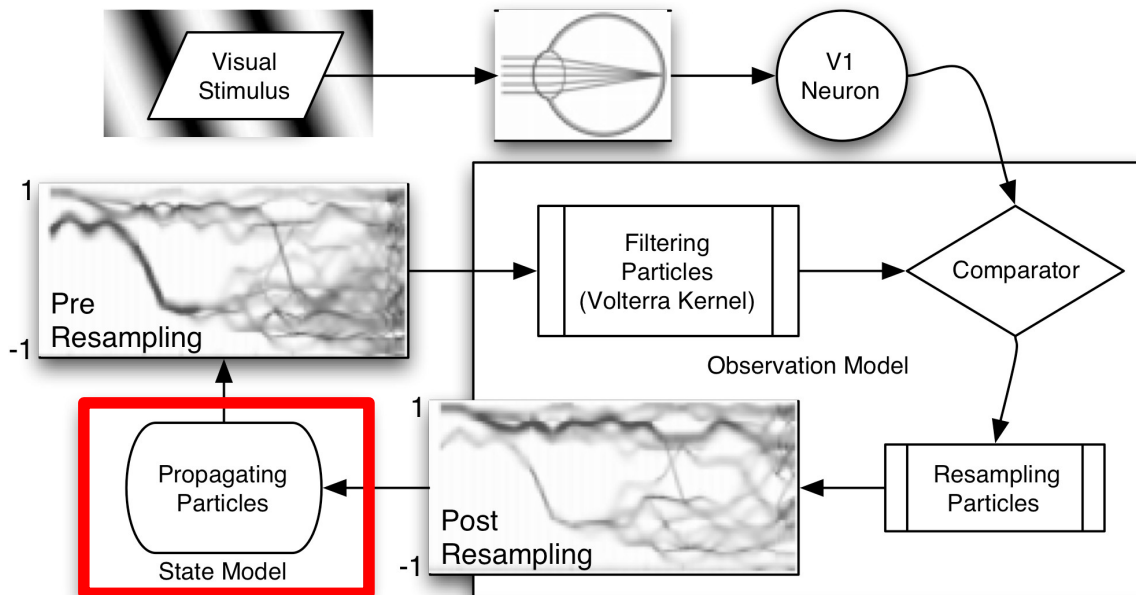 Visual
Stimulus
V1
Neuron
1
Pre
Resampling
-1
Filtering
Particles
(Volterra Kernel)
Comparator
Observation Model
Propagating
Particles
State Model
1
Post
Resampling
-1
Resampling
Particles